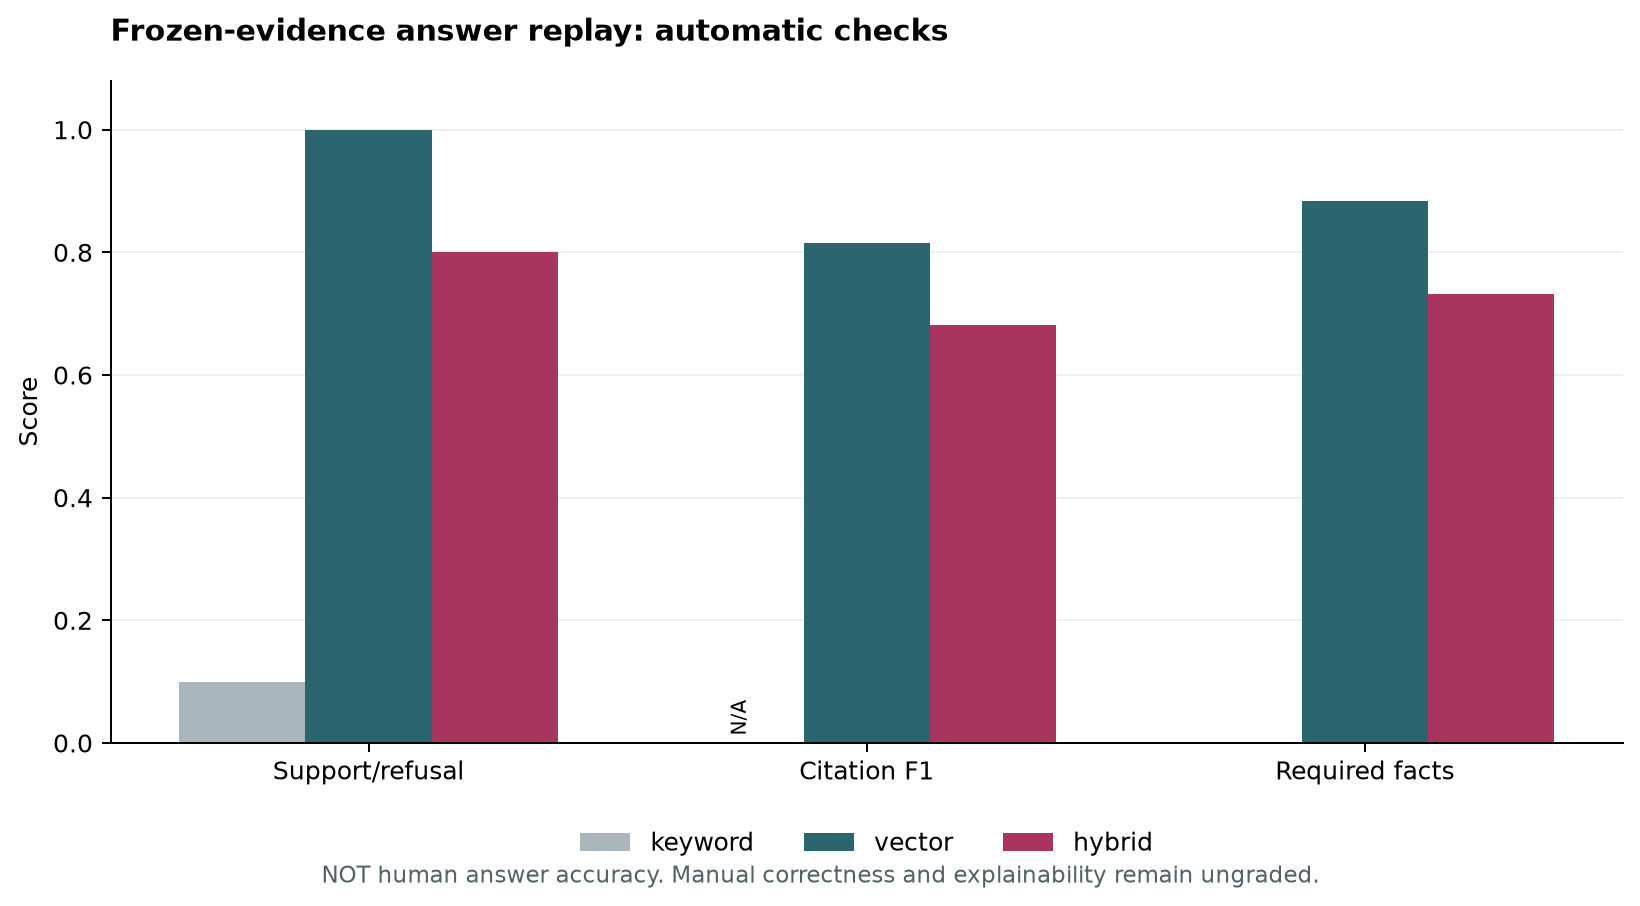 Frozen-evidence answer replay: automatic checks
Score
1.0
0.8
0.6
0.4
0.2
0.0
N/A
Support/refusal
Citation F1
Required facts
keyword
vector
hybrid
NOT human answer accuracy. Manual correctness and explainability remain ungraded.